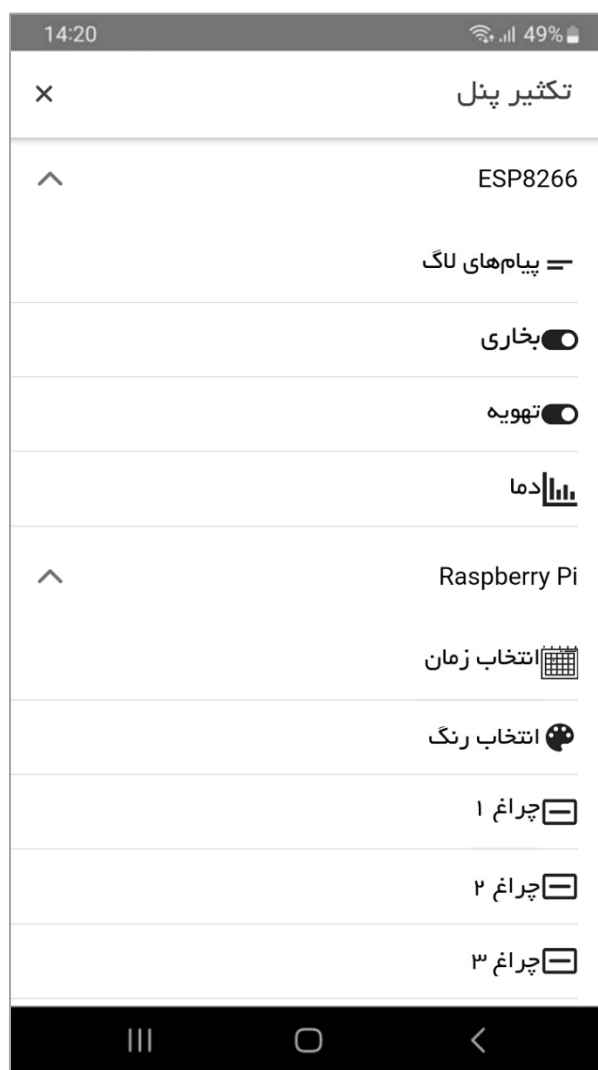 14:20 49%
تکثیر پنل
ESP8266
پیام‌های لاگ
بخاری
تهویه
دما
Raspberry Pi
انتخاب زمان
انتخاب رنگ
چراغ ۱
چراغ ۲
چراغ ۳